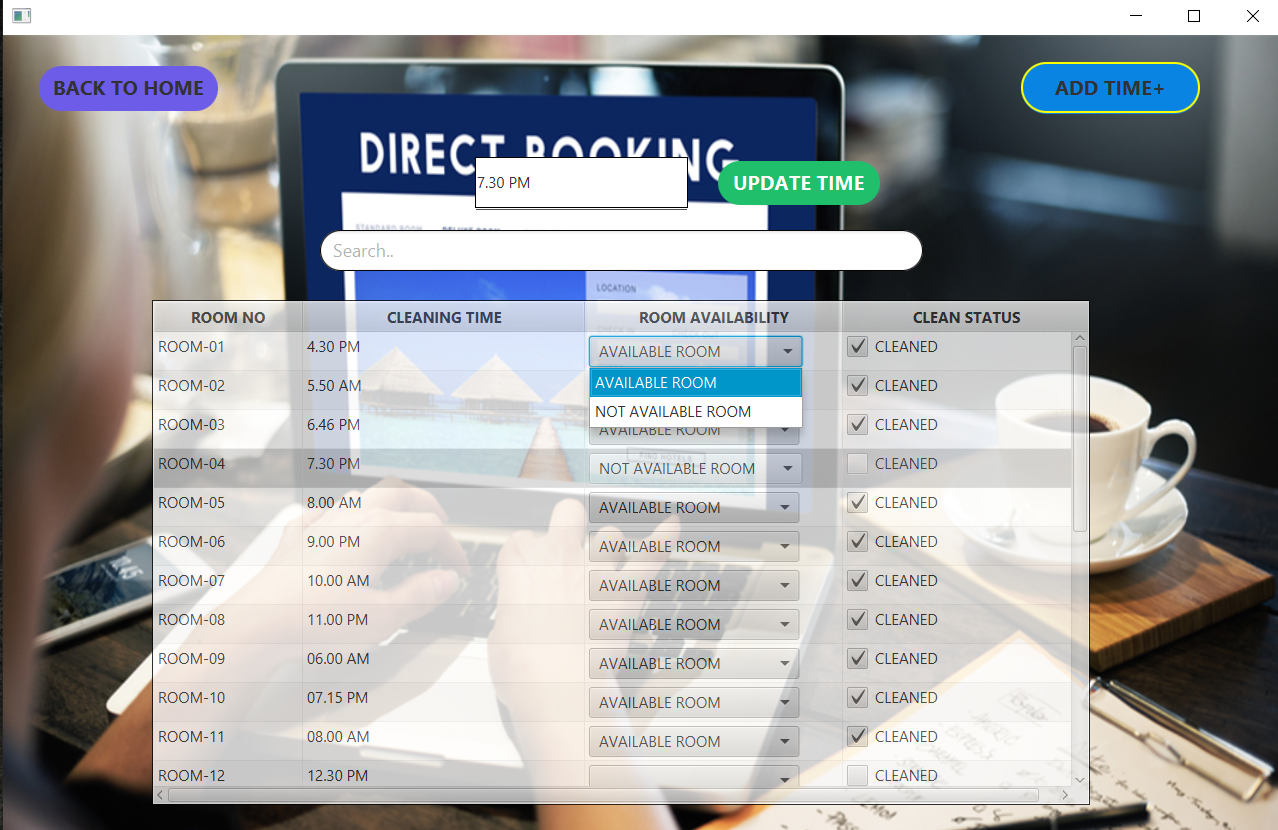 BACK TO HOME
ADD TIME+
DIRECT BOOKING
7.30 PM
UPDATE TIME
Search..
LOCATION
ROOM NO CLEANING TIME ROOM AVAILABILITY CLEAN STATUS
ROOM-01 4.30 PM AVAILABLE ROOM CLEANED
AVAILABLE ROOM
ROOM-02 5.50 AM CLEANED
NOT AVAILABLE ROOM
ROOM-03 6.46 PM AVAILABLE ROOM CLEANED
FIND HOTELS
ROOM-04 7.30 PM NOT AVAILABLE ROOM CLEANED
ROOM-05 8.00 AM AVAILABLE ROOM CLEANED
ROOM-06 9.00 PM AVAILABLE ROOM CLEANED
ROOM-07 10.00 AM AVAILABLE ROOM CLEANED
ROOM-08 11.00 PM AVAILABLE ROOM CLEANED
ROOM-09 06.00 AM AVAILABLE ROOM CLEANED
ROOM-10 07.15 PM AVAILABLE ROOM CLEANED
ROOM-11 08.00 AM AVAILABLE ROOM CLEANED
ROOM-12 12.30 PM CLEANED